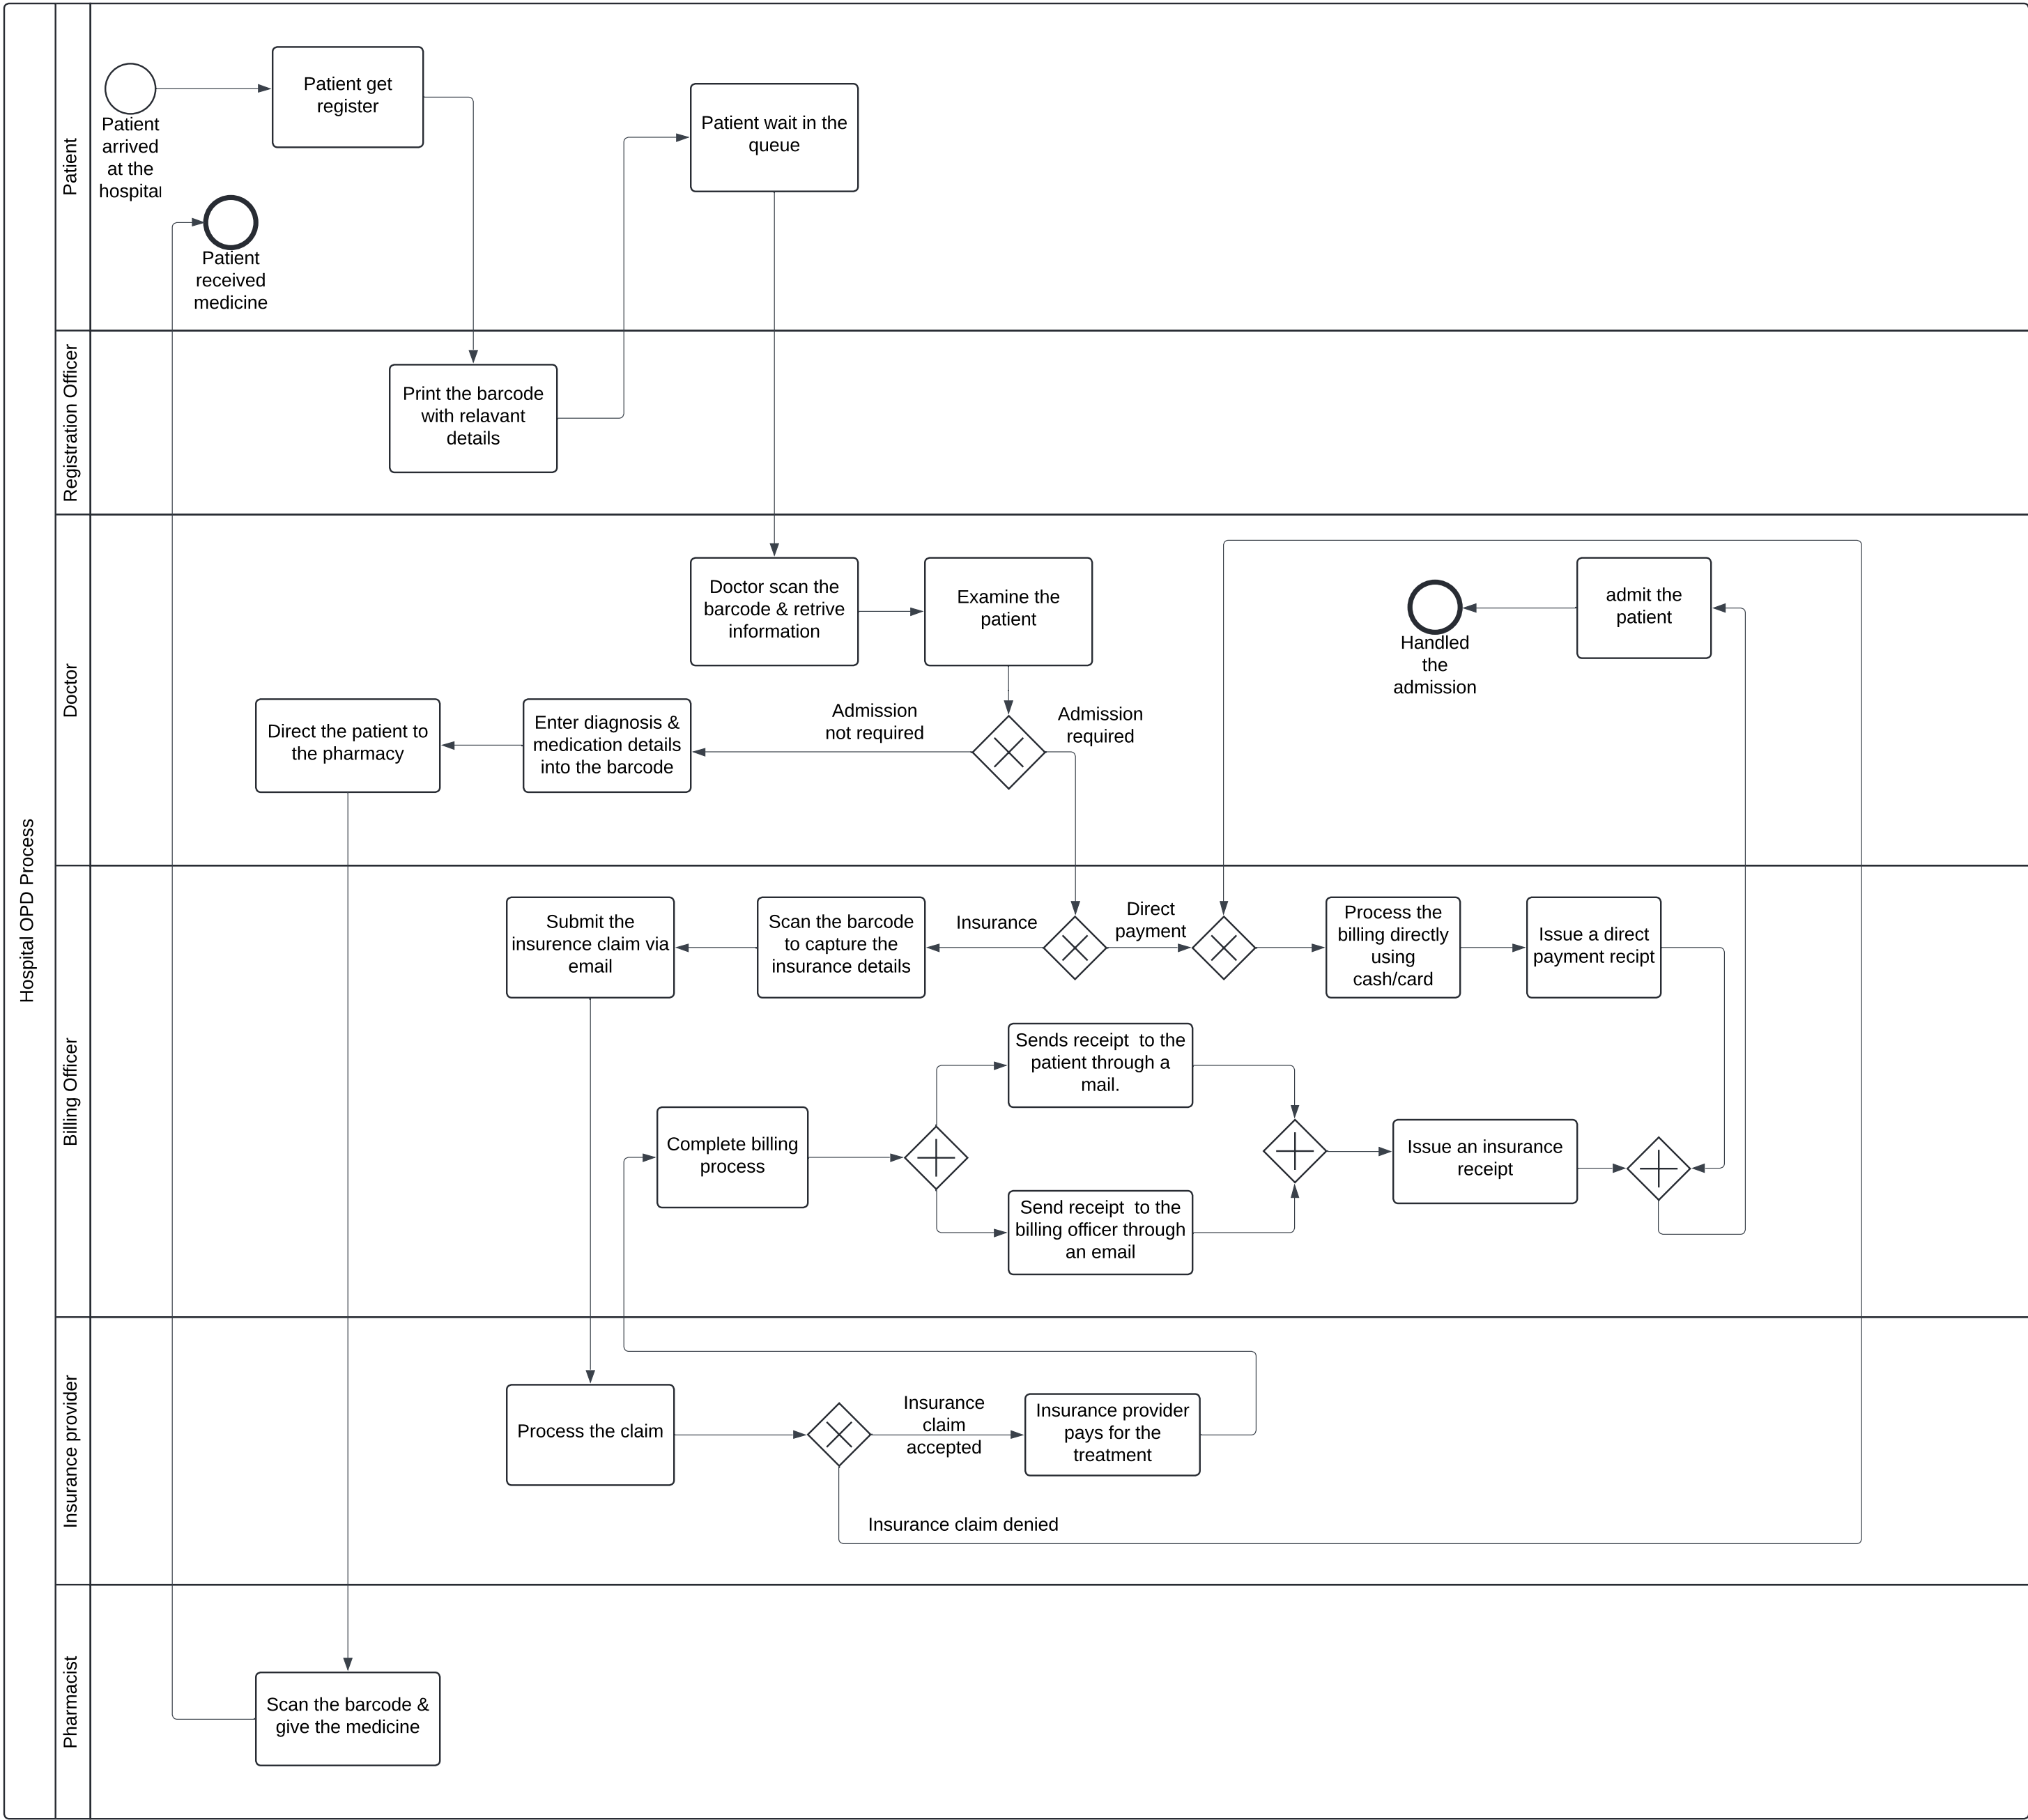 Hospital OPD Process
Patient
Patient
arrived
at the
hospital
Patient get
register
Patient wait in the
queue
Patient
received
medicine
Registration Officer
Print the barcode
with relavant
details
Doctor
Doctor scan the
barcode & retrive
information
Examine the
patient
Handled
the
admission
admit the
patient
Direct the patient to
the pharmacy
Enter diagnosis &
medication details
into the barcode
Admission
not required
Admission
required
Billing Officer
Submit the
insurence claim via
email
Scan the barcode
to capture the
insurance details
Insurance
Direct
payment
Process the
billing directly
using
cash/card
Issue a direct
payment recipt
Sends receipt  to the
patient through a
mail.
Complete billing
process
Issue an insurance
receipt
Send receipt  to the
billing officer through
an email
Insurance provider
Process the claim
Insurance
claim
accepted
Insurance provider
pays for the
treatment
Insurance claim denied
Pharmacist
Scan the barcode &
give the medicine